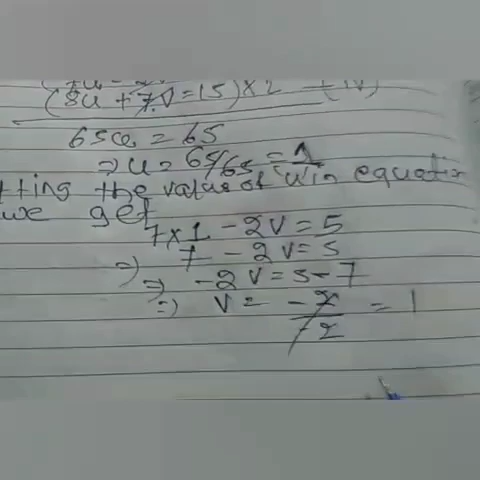 (8u + 7V = 15) × 2
65u = 65
⇒ u = 65/65 = 1
tting the value of 'u' in equatio
we get
7 × 1 - 2V = 5
⇒ 7 - 2V = 5
⇒ -2V = 5 - 7
⇒ V = -2/-2 = 1